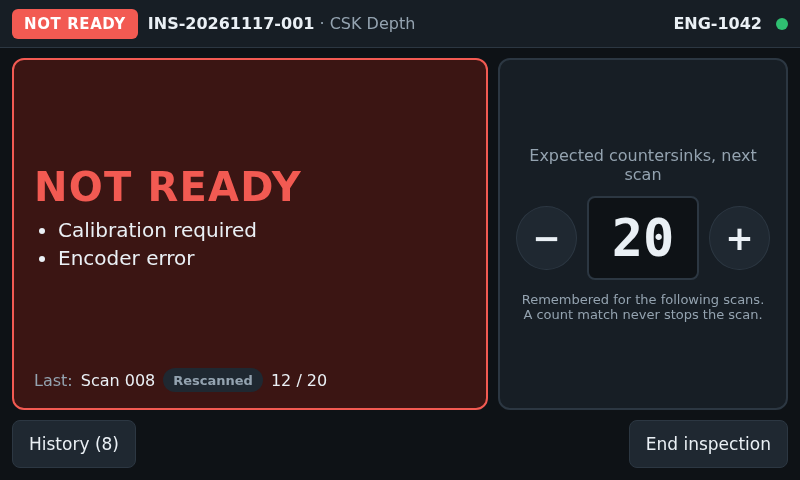 NOT READY INS-20261117-001 · CSK Depth ENG-1042
NOT READY
• Calibration required
• Encoder error
Last: Scan 008 Rescanned 12 / 20
Expected countersinks, next
scan
− 20 +
Remembered for the following scans.
A count match never stops the scan.
History (8) End inspection